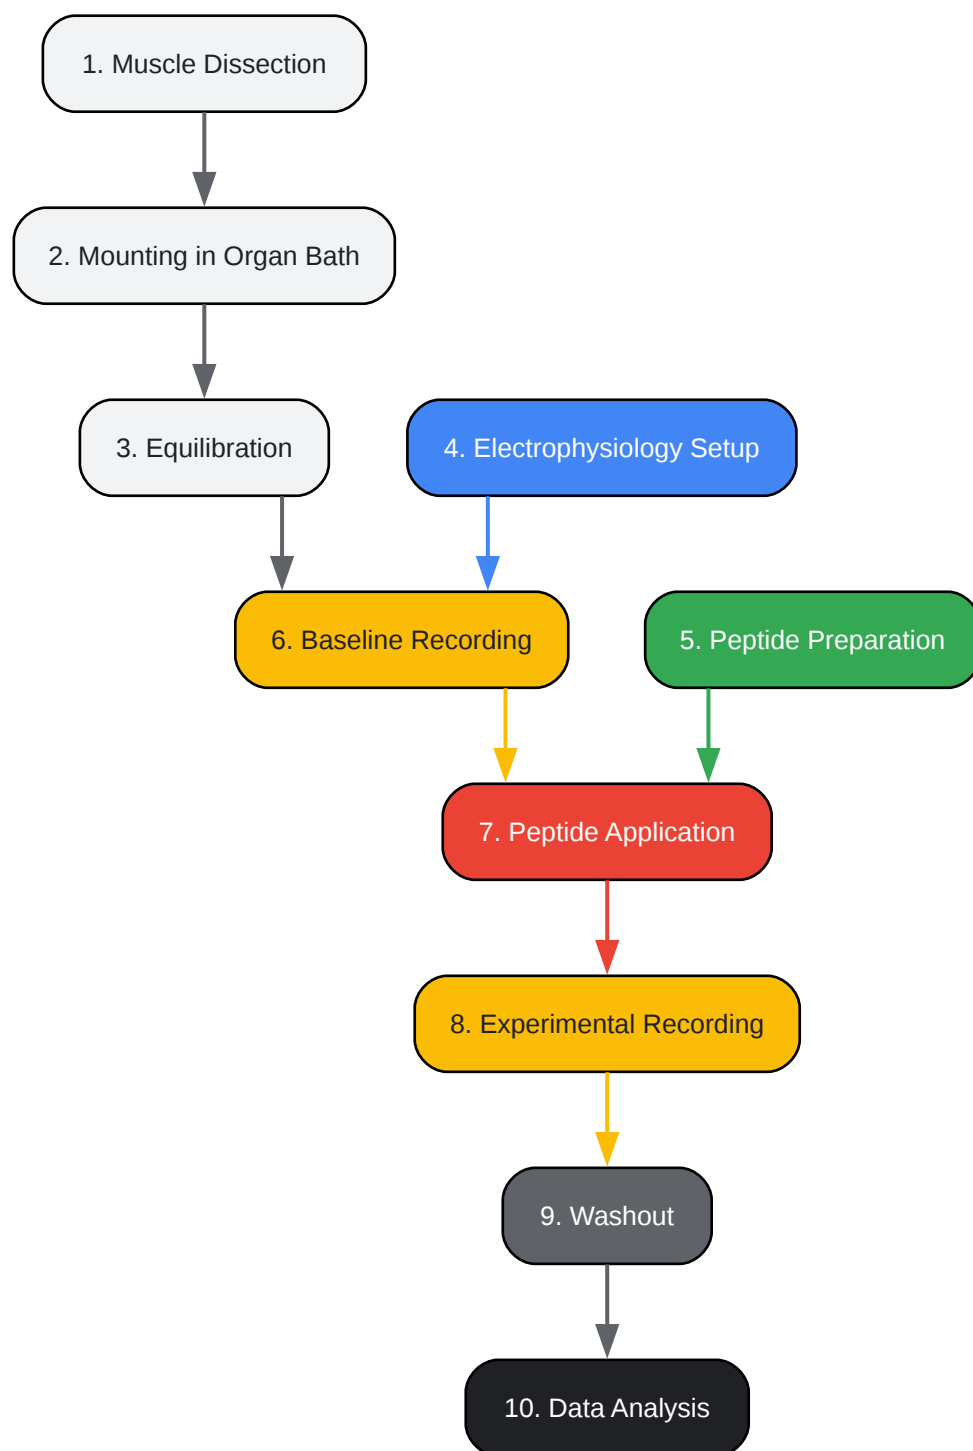 1. Muscle Dissection
2. Mounting in Organ Bath
3. Equilibration
4. Electrophysiology Setup
6. Baseline Recording
5. Peptide Preparation
7. Peptide Application
8. Experimental Recording
9. Washout
10. Data Analysis